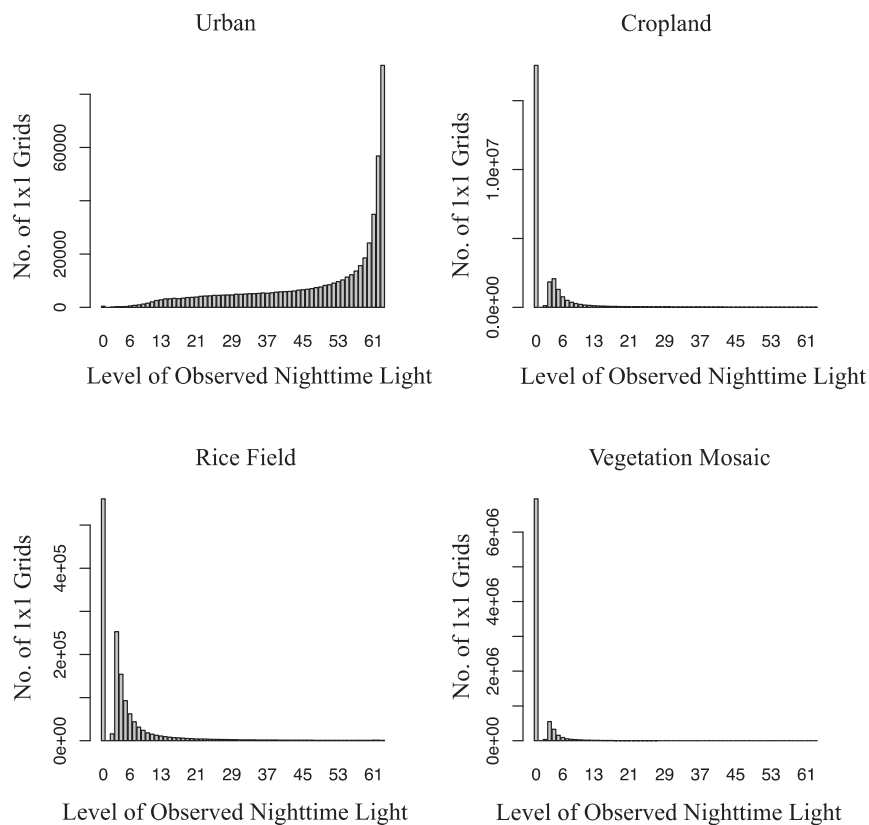 Urban
No. of 1x1 Grids
60000
20000
0
0 6 13 21 29 37 45 53 61
Level of Observed Nighttime Light
Cropland
No. of 1x1 Grids
1.0e+07
0.0e+00
0 6 13 21 29 37 45 53 61
Level of Observed Nighttime Light
Rice Field
No. of 1x1 Grids
4e+05
2e+05
0e+00
0 6 13 21 29 37 45 53 61
Level of Observed Nighttime Light
Vegetation Mosaic
No. of 1x1 Grids
6e+06
4e+06
2e+06
0e+00
0 6 13 21 29 37 45 53 61
Level of Observed Nighttime Light